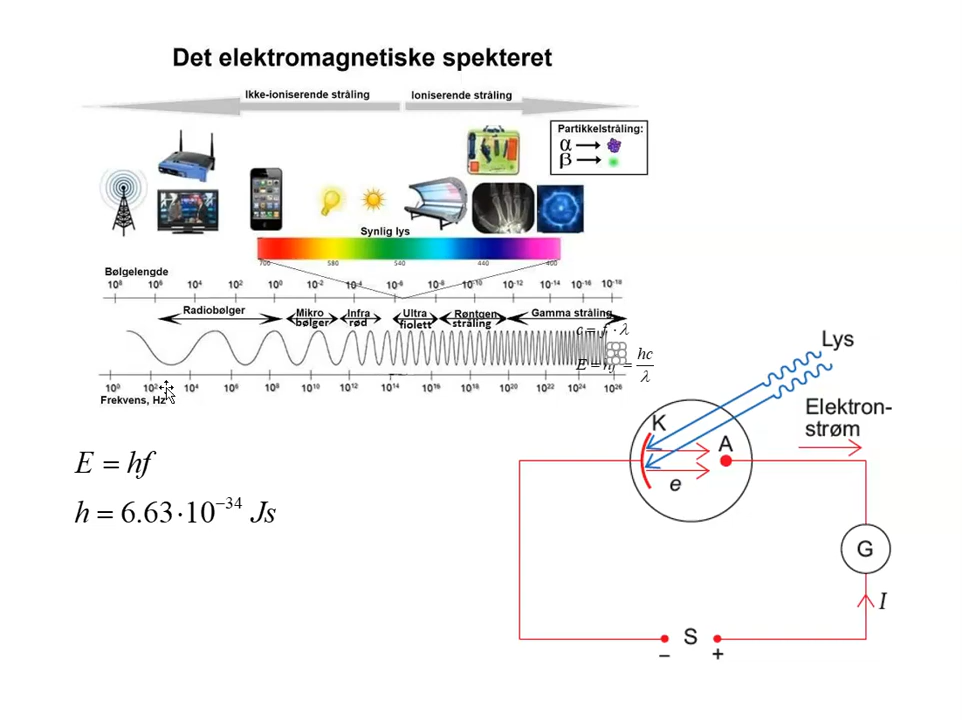 Det elektromagnetiske spekteret
Ikke-ioniserende stråling
Ioniserende stråling
Partikkelstråling:
α
β
Synlig lys
700 580 540 440 400
Bølgelengde
10⁸ 10⁶ 10⁴ 10² 10⁰ 10⁻² 10⁻⁴ 10⁻⁶ 10⁻⁸ 10⁻¹⁰ 10⁻¹² 10⁻¹⁴ 10⁻¹⁶ 10⁻¹⁸
Radiobølger
Mikro
bølger
Infra
rød
Ultra
fiolett
Røntgen
stråling
Gamma stråling
c = f · λ
E = hf = hc/λ
10⁰ 10² 10⁴ 10⁶ 10⁸ 10¹⁰ 10¹² 10¹⁴ 10¹⁶ 10¹⁸ 10²⁰ 10²² 10²⁴ 10²⁶
Frekvens, Hz
E = hf
h = 6.63·10⁻³⁴ Js
Lys
Elektron-
strøm
K
A
e
G
I
S
− +